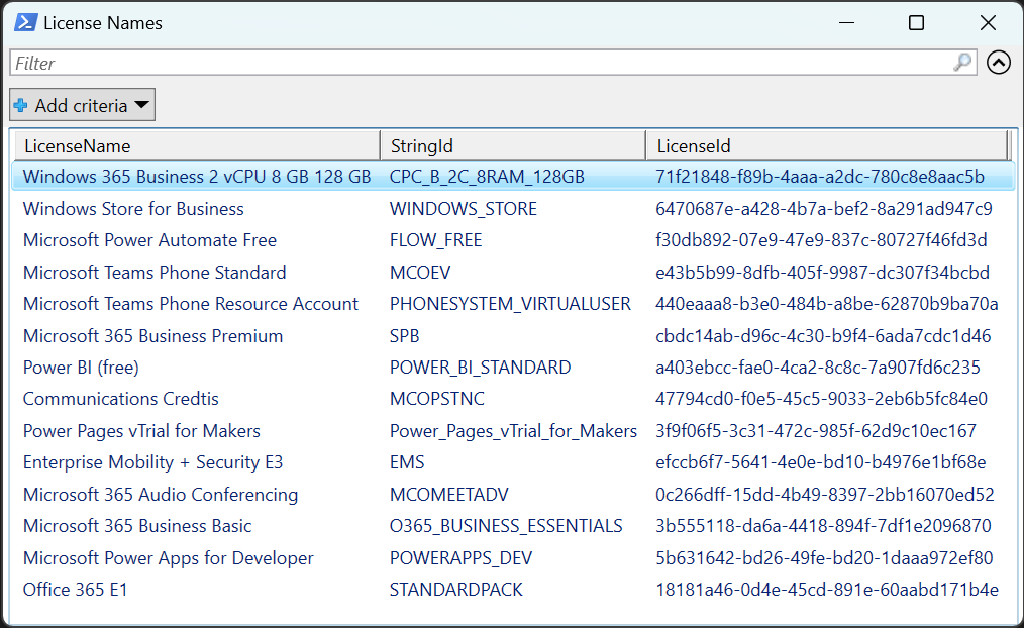 License Names
Filter
Add criteria
LicenseName StringId LicenseId
Windows 365 Business 2 vCPU 8 GB 128 GB CPC_B_2C_8RAM_128GB 71f21848-f89b-4aaa-a2dc-780c8e8aac5b
Windows Store for Business WINDOWS_STORE 6470687e-a428-4b7a-bef2-8a291ad947c9
Microsoft Power Automate Free FLOW_FREE f30db892-07e9-47e9-837c-80727f46fd3d
Microsoft Teams Phone Standard MCOEV e43b5b99-8dfb-405f-9987-dc307f34bcbd
Microsoft Teams Phone Resource Account PHONESYSTEM_VIRTUALUSER 440eaaa8-b3e0-484b-a8be-62870b9ba70a
Microsoft 365 Business Premium SPB cbdc14ab-d96c-4c30-b9f4-6ada7cdc1d46
Power BI (free) POWER_BI_STANDARD a403ebcc-fae0-4ca2-8c8c-7a907fd6c235
Communications Credtis MCOPSTNC 47794cd0-f0e5-45c5-9033-2eb6b5fc84e0
Power Pages vTrial for Makers Power_Pages_vTrial_for_Makers 3f9f06f5-3c31-472c-985f-62d9c10ec167
Enterprise Mobility + Security E3 EMS efccb6f7-5641-4e0e-bd10-b4976e1bf68e
Microsoft 365 Audio Conferencing MCOMEETADV 0c266dff-15dd-4b49-8397-2bb16070ed52
Microsoft 365 Business Basic O365_BUSINESS_ESSENTIALS 3b555118-da6a-4418-894f-7df1e2096870
Microsoft Power Apps for Developer POWERAPPS_DEV 5b631642-bd26-49fe-bd20-1daaa972ef80
Office 365 E1 STANDARDPACK 18181a46-0d4e-45cd-891e-60aabd171b4e